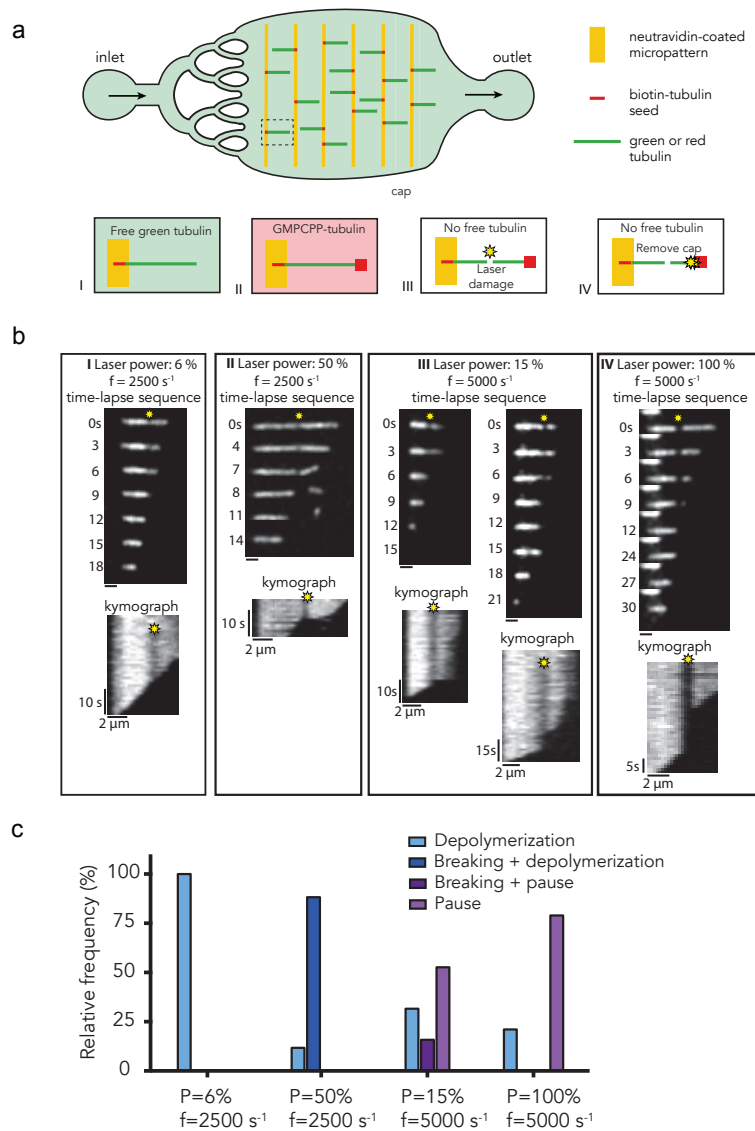 a
inlet
outlet
cap
neutravidin-coated
micropattern
biotin-tubulin
seed
green or red
tubulin
Free green tubulin
I
GMPCPP-tubulin
II
No free tubulin
Laser
damage
III
No free tubulin
Remove cap
IV
b
I Laser power: 6 %
f = 2500 s⁻¹
time-lapse sequence
0s
3
6
9
12
15
18
kymograph
10 s
2 μm
II Laser power: 50 %
f = 2500 s⁻¹
time-lapse sequence
0s
4
7
8
11
14
kymograph
10 s
2 μm
III Laser power: 15 %
f = 5000 s⁻¹
time-lapse sequence
0s
3
6
9
12
15
kymograph
10s
2 μm
0s
3
6
9
12
15
18
21
kymograph
15s
2 μm
IV Laser power: 100 %
f = 5000 s⁻¹
time-lapse sequence
0s
3
6
9
12
24
27
30
kymograph
5s
2 μm
c
Depolymerization
Breaking + depolymerization
Breaking + pause
Pause
Relative frequency (%)
100
75
50
25
0
P=6%
f=2500 s⁻¹
P=50%
f=2500 s⁻¹
P=15%
f=5000 s⁻¹
P=100%
f=5000 s⁻¹